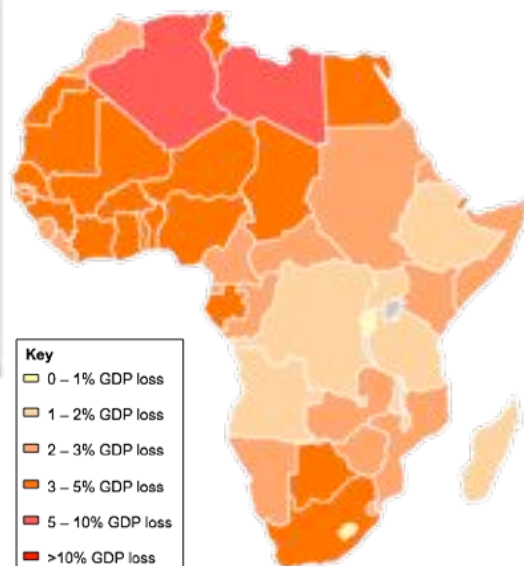 Key
0 – 1% GDP loss
1 – 2% GDP loss
2 – 3% GDP loss
3 – 5% GDP loss
5 – 10% GDP loss
>10% GDP loss